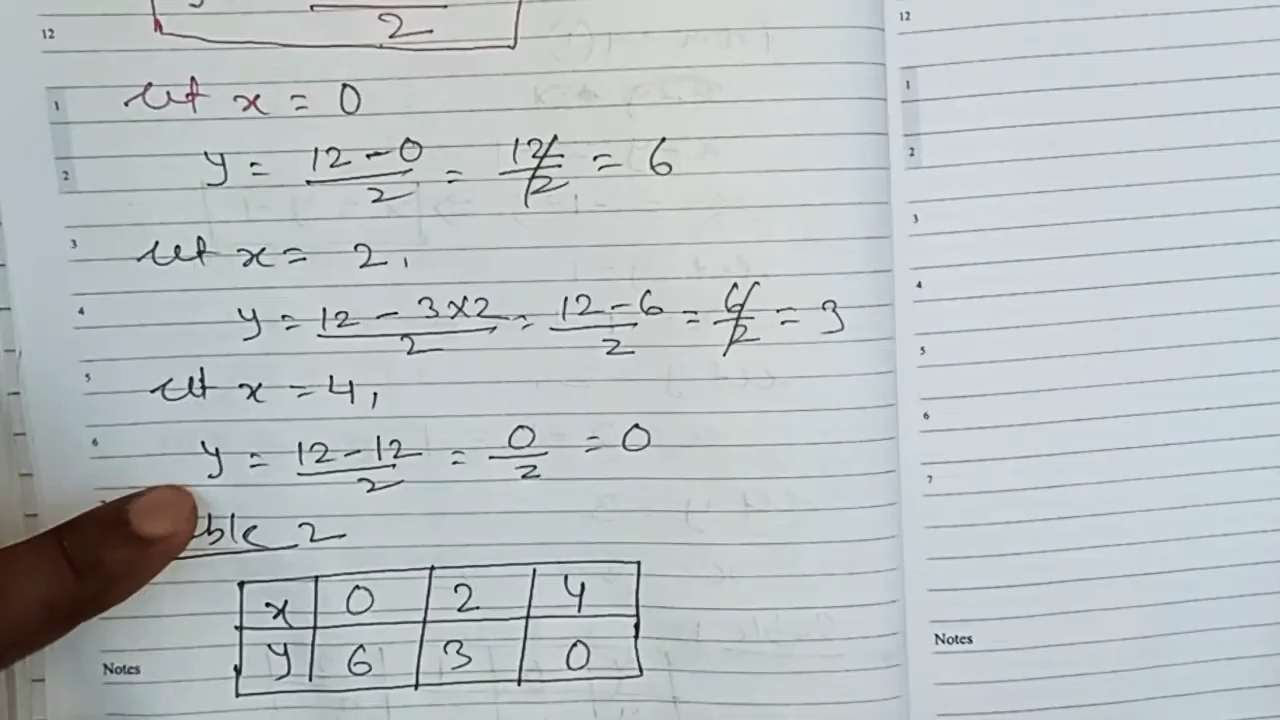 2
12
12
1
let x = 0
1
2
y = 12 - 0 / 2 = 12 / 2 = 6
2
3
let x = 2,
3
4
y = 12 - 3×2 / 2 = 12 - 6 / 2 = 6 / 2 = 3
4
5
let x = 4,
5
6
y = 12 - 12 / 2 = 0 / 2 = 0
6
7
ble 2
x 0 2 4
y 6 3 0
Notes
Notes